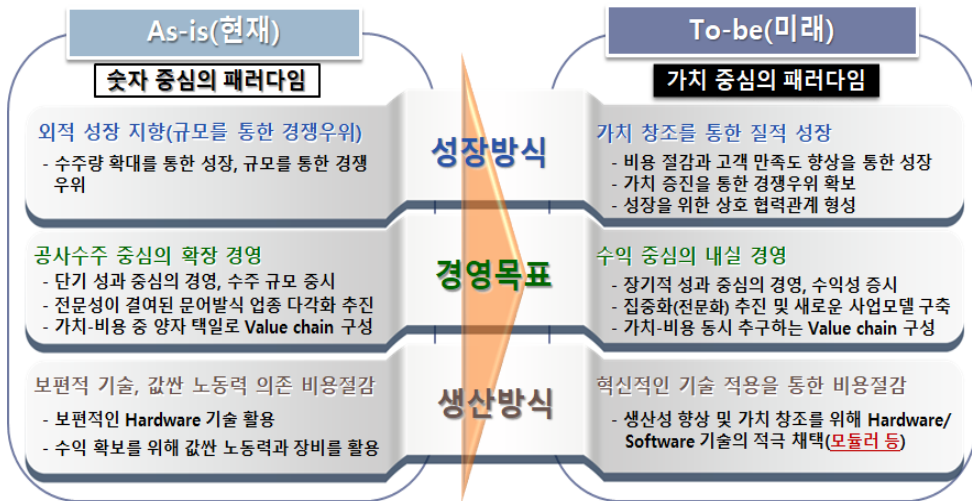 As-is(현재)
숫자 중심의 패러다임
To-be(미래)
가치 중심의 패러다임
외적 성장 지향(규모를 통한 경쟁우위)
- 수주량 확대를 통한 성장, 규모를 통한 경쟁
우위
성장방식
가치 창조를 통한 질적 성장
- 비용 절감과 고객 만족도 향상을 통한 성장
- 가치 증진을 통한 경쟁우위 확보
- 성장을 위한 상호 협력관계 형성
공사수주 중심의 확장 경영
- 단기 성과 중심의 경영, 수주 규모 중시
- 전문성이 결여된 문어발식 업종 다각화 추진
- 가치-비용 중 양자 택일로 Value chain 구성
경영목표
수익 중심의 내실 경영
- 장기적 성과 중심의 경영, 수익성 증시
- 집중화(전문화) 추진 및 새로운 사업모델 구축
- 가치-비용 동시 추구하는 Value chain 구성
보편적 기술, 값싼 노동력 의존 비용절감
- 보편적인 Hardware 기술 활용
- 수익 확보를 위해 값싼 노동력과 장비를 활용
생산방식
혁신적인 기술 적용을 통한 비용절감
- 생산성 향상 및 가치 창조를 위해 Hardware/
Software 기술의 적극 채택(모듈러 등)